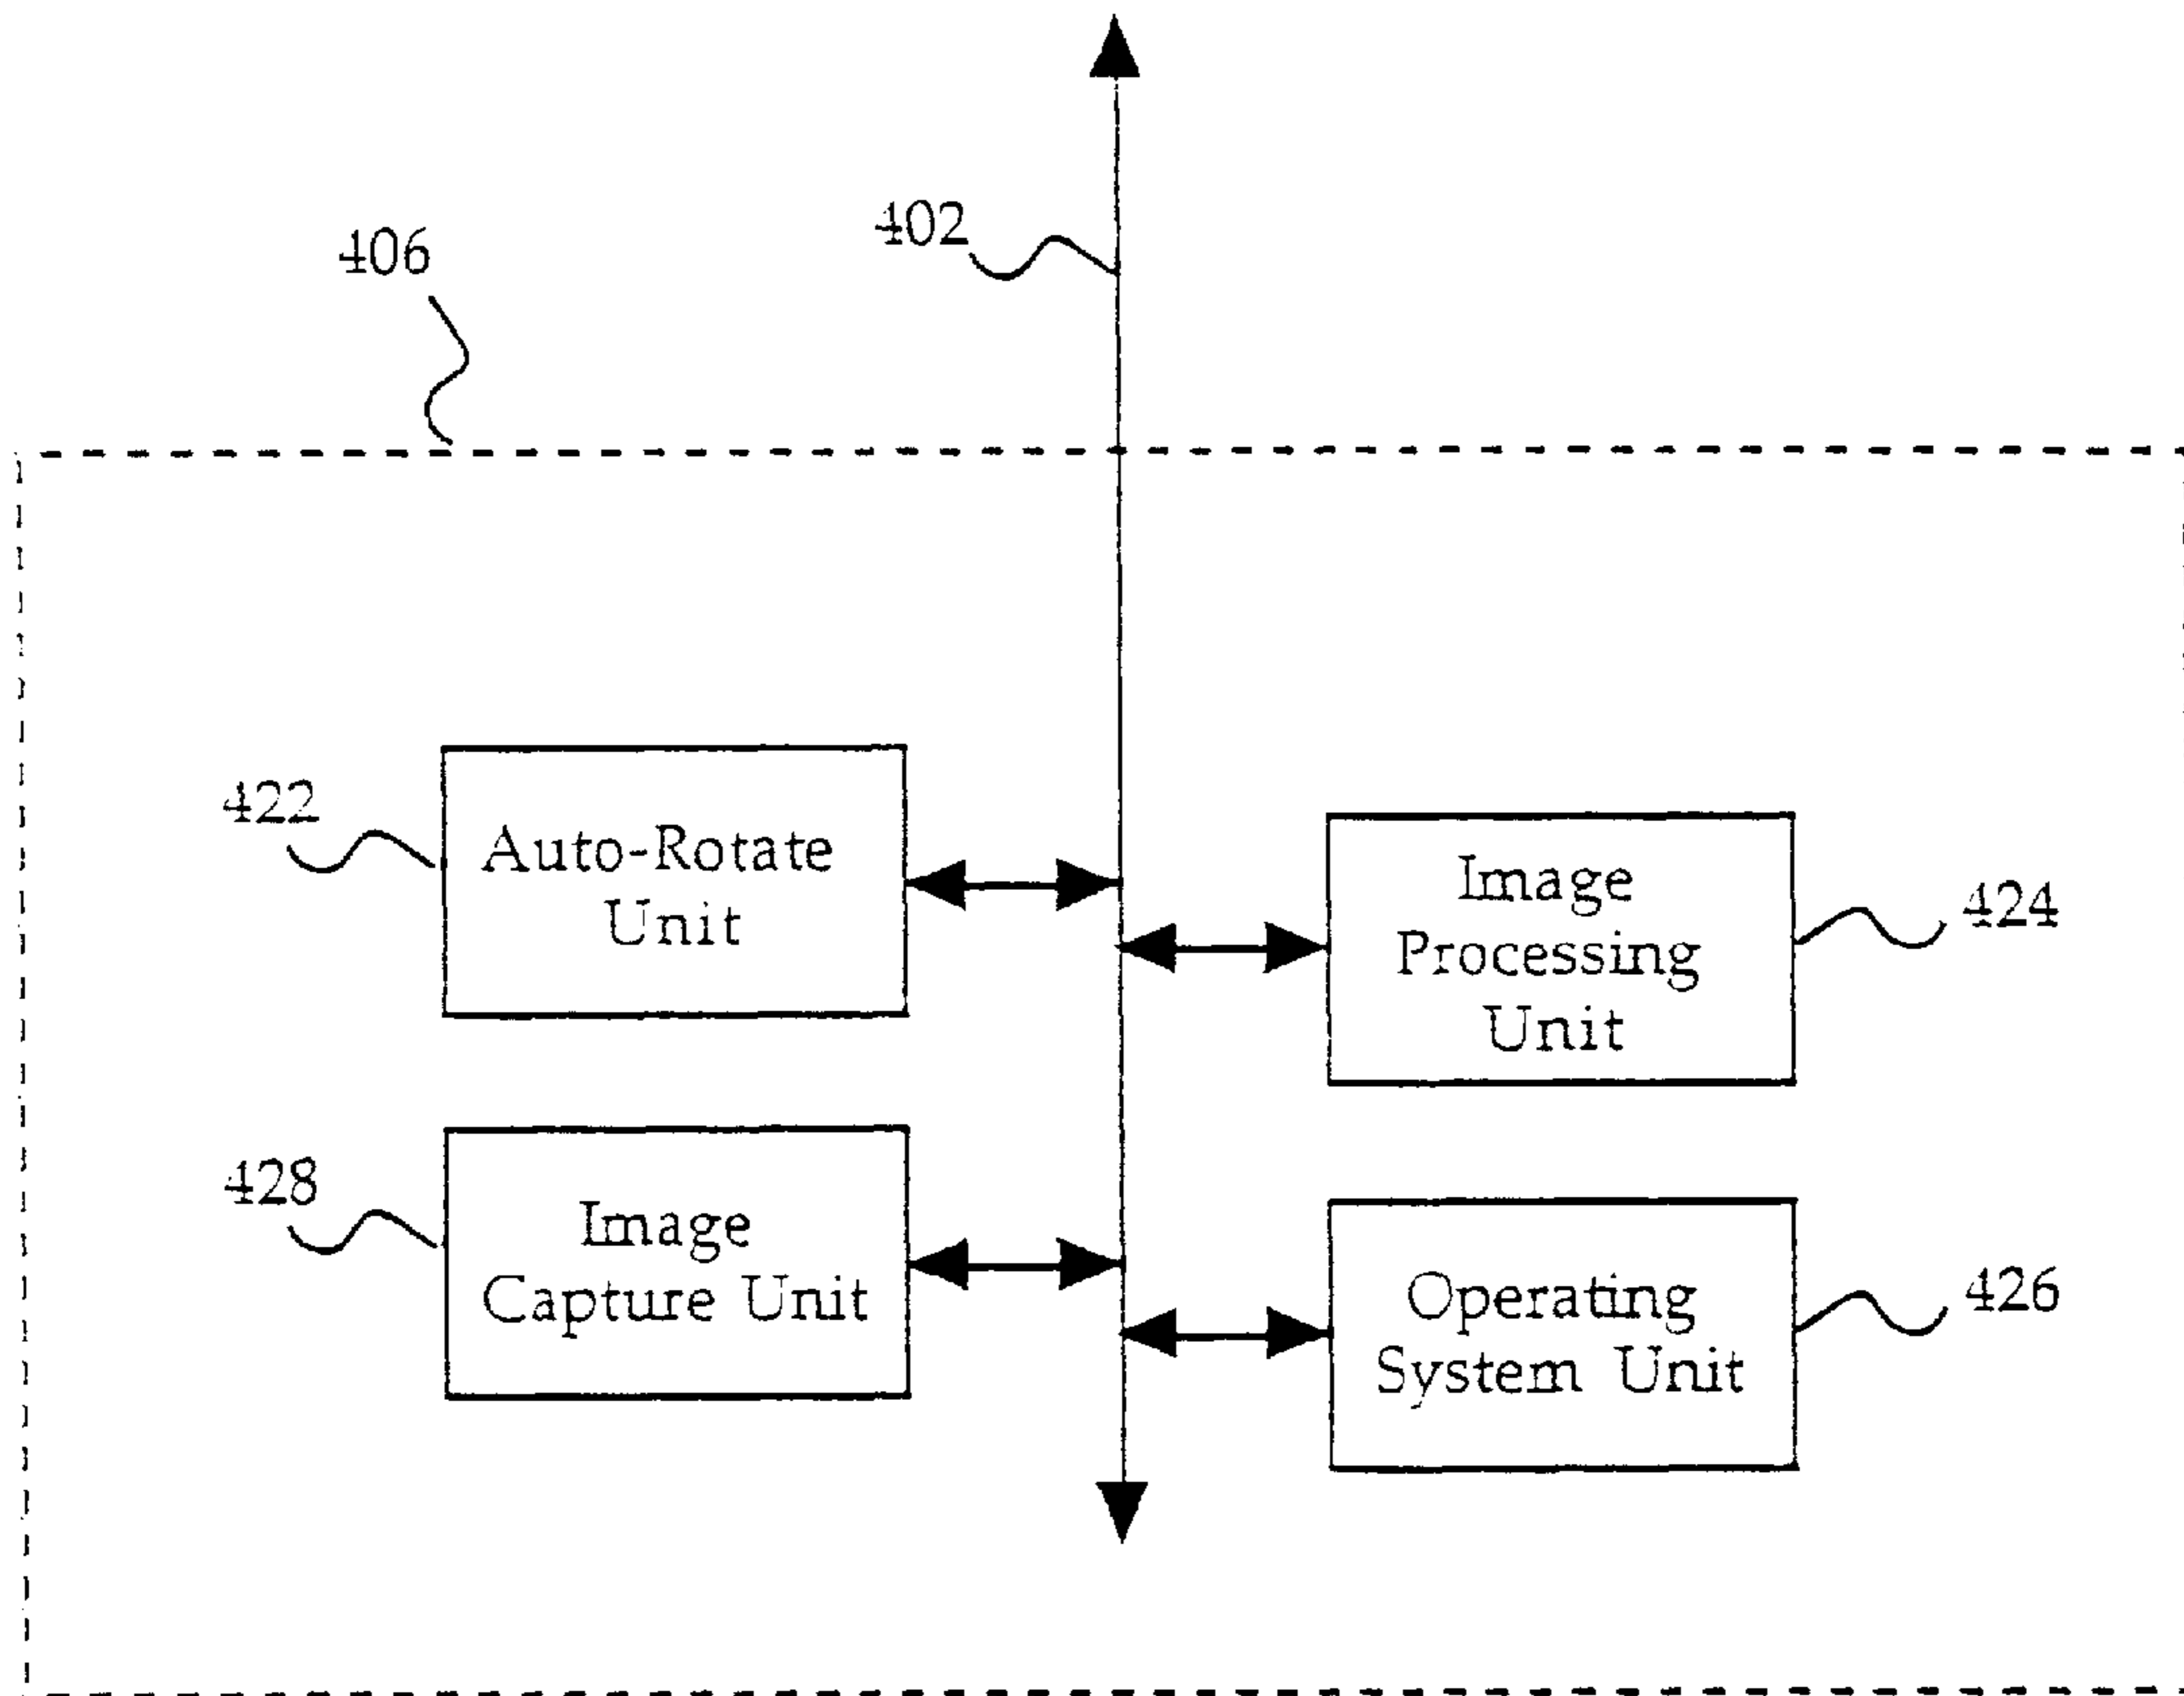 402
406
422
Auto-Rotate
Unit
Image
Processing
Unit
424
428
Image
Capture Unit
Operating
System Unit
426